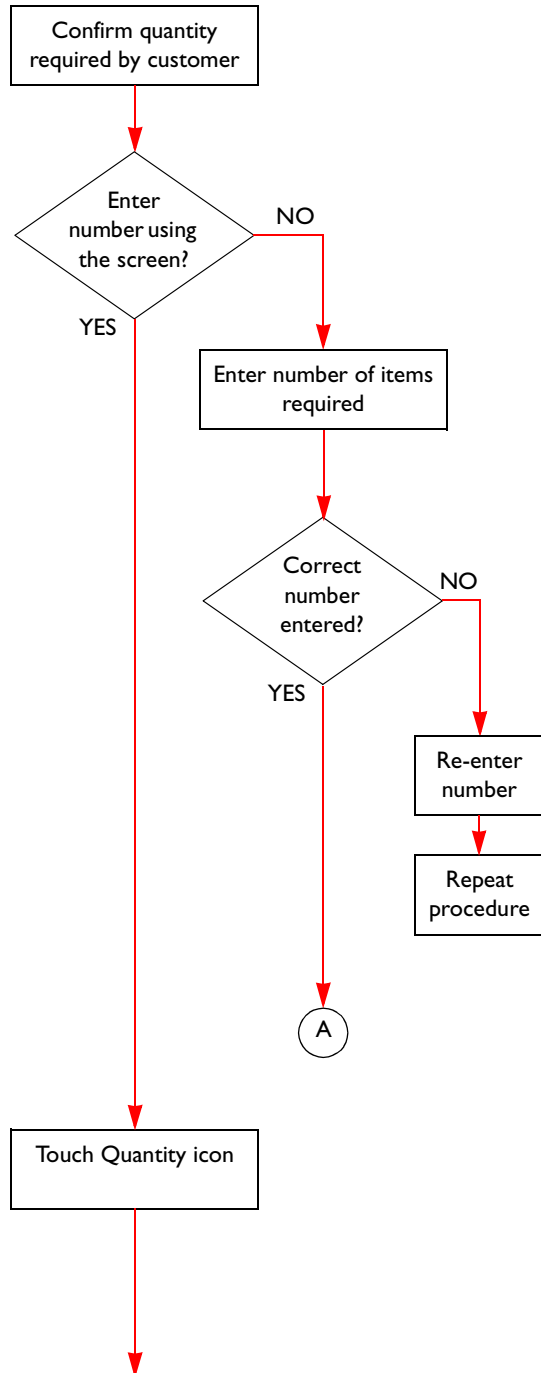 Confirm quantity
required by customer
Enter
number using
the screen?
NO
YES
Enter number of items
required
Correct
number
entered?
NO
YES
Re-enter
number
Repeat
procedure
A
Touch Quantity icon